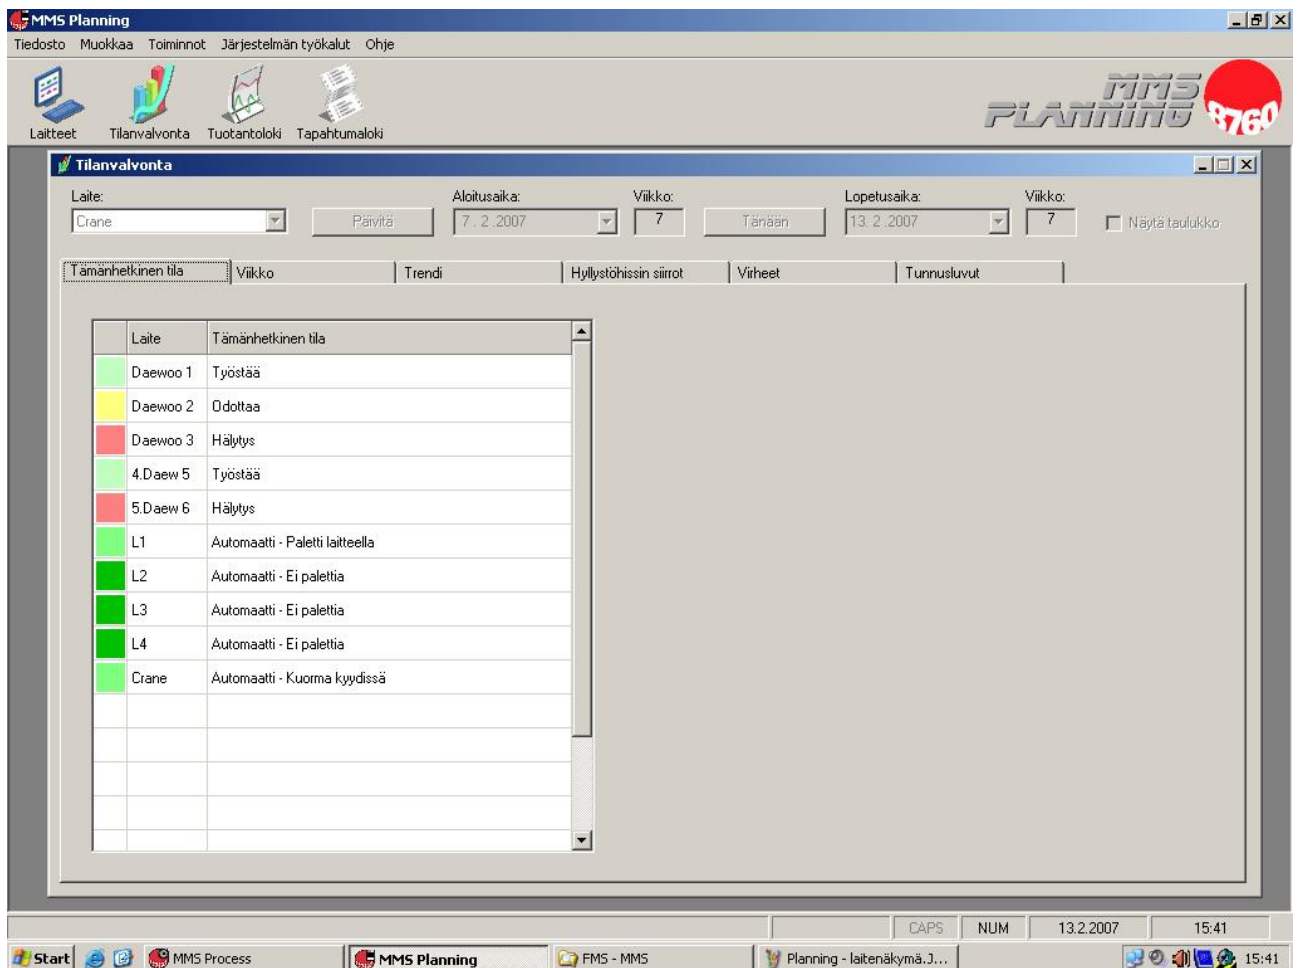 MMS Planning
Tiedosto Muokkaa Toiminnot Järjestelmän työkalut Ohje
Laitteet Tilanvalvonta Tuotantoloki Tapahtumaloki
MMS
PLANNING 8760
Tilanvalvonta
Laite: Aloitusaika: Viikko: Lopetusaika: Viikko:
Crane Päivitä 7 . 2 .2007 7 Tänään 13. 2 .2007 7 Näytä taulukko
Tämänhetkinen tila Viikko Trendi Hyllystöhissin siirrot Virheet Tunnusluvut
Laite Tämänhetkinen tila
Daewoo 1 Työstää
Daewoo 2 Odottaa
Daewoo 3 Hälytys
4.Daew 5 Työstää
5.Daew 6 Hälytys
L1 Automaatti - Paletti laitteella
L2 Automaatti - Ei palettia
L3 Automaatti - Ei palettia
L4 Automaatti - Ei palettia
Crane Automaatti - Kuorma kyydissä
CAPS NUM 13.2.2007 15:41
Start MMS Process MMS Planning FMS - MMS Planning - laitenäkymä.J... 15:41